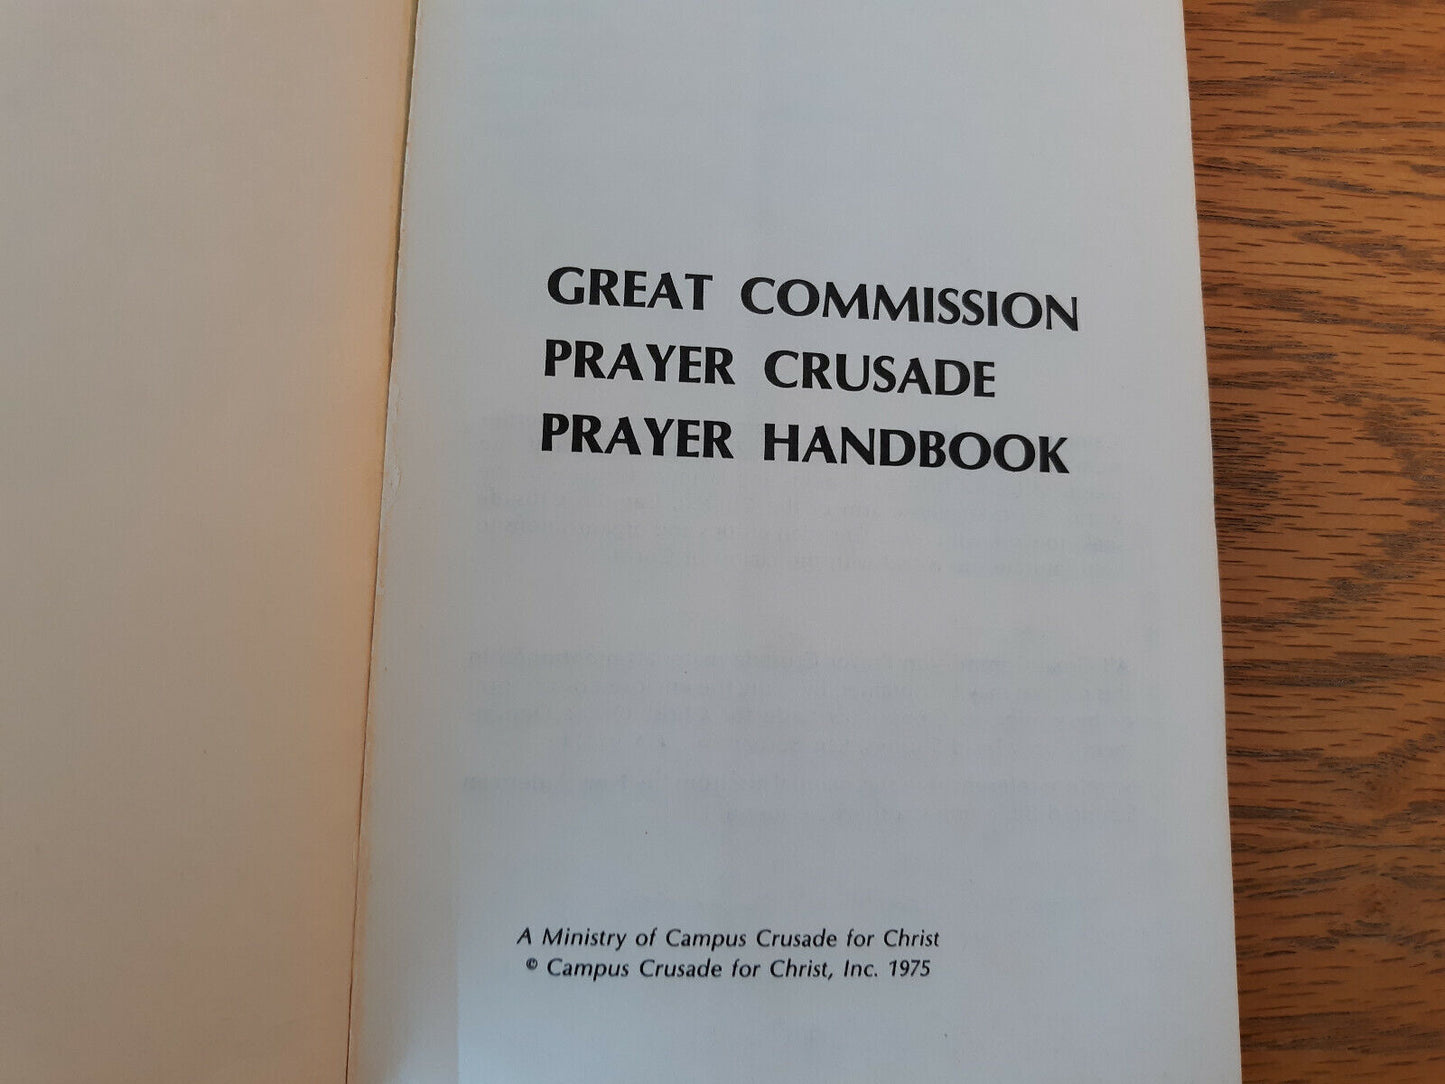 GREAT COMMISSION
PRAYER CRUSADE
PRAYER HANDBOOK
A Ministry of Campus Crusade for Christ
© Campus Crusade for Christ, Inc. 1975